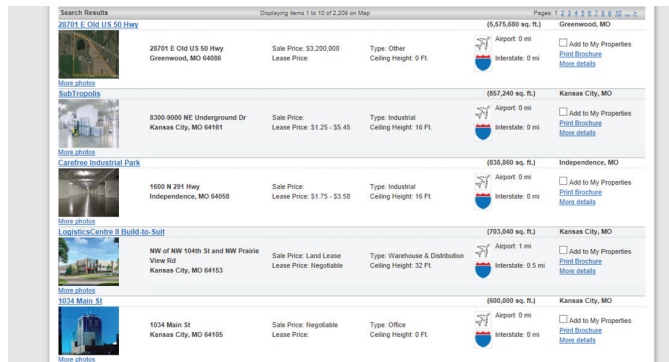 Search Results Displaying items 1 to 10 of 2,209 on Map Pages: 1 2 3 4 5 6 7 8 9 10 ... >
28701 E Old US 50 Hwy (5,575,680 sq. ft.) Greenwood, MO
28701 E Old US 50 Hwy
Greenwood, MO 64086
Sale Price: $3,200,000
Lease Price:
Type: Other
Ceiling Height: 0 Ft.
Airport: 0 mi
Interstate: 0 mi
Add to My Properties
Print Brochure
More details
More photos
SubTropolis (857,240 sq. ft.) Kansas City, MO
8300-9000 NE Underground Dr
Kansas City, MO 64161
Sale Price:
Lease Price: $1.25 - $5.45
Type: Industrial
Ceiling Height: 16 Ft.
Airport: 0 mi
Interstate: 0 mi
Add to My Properties
Print Brochure
More details
More photos
Carefree Industrial Park (838,860 sq. ft.) Independence, MO
1600 N 291 Hwy
Independence, MO 64058
Sale Price:
Lease Price: $1.75 - $3.50
Type: Industrial
Ceiling Height: 16 Ft.
Airport: 0 mi
Interstate: 0 mi
Add to My Properties
Print Brochure
More details
More photos
LogisticsCentre II Build-to-Suit (703,040 sq. ft.) Kansas City, MO
NW of NW 104th St and NW Prairie
View Rd
Kansas City, MO 64153
Sale Price: Land Lease
Lease Price: Negotiable
Type: Warehouse & Distribution
Ceiling Height: 32 Ft.
Airport: 1 mi
Interstate: 0.5 mi
Add to My Properties
Print Brochure
More details
More photos
1034 Main St (600,000 sq. ft.) Kansas City, MO
1034 Main St
Kansas City, MO 64105
Sale Price: Negotiable
Lease Price:
Type: Office
Ceiling Height: 0 Ft.
Airport: 0 mi
Interstate: 0 mi
Add to My Properties
Print Brochure
More details
More photos